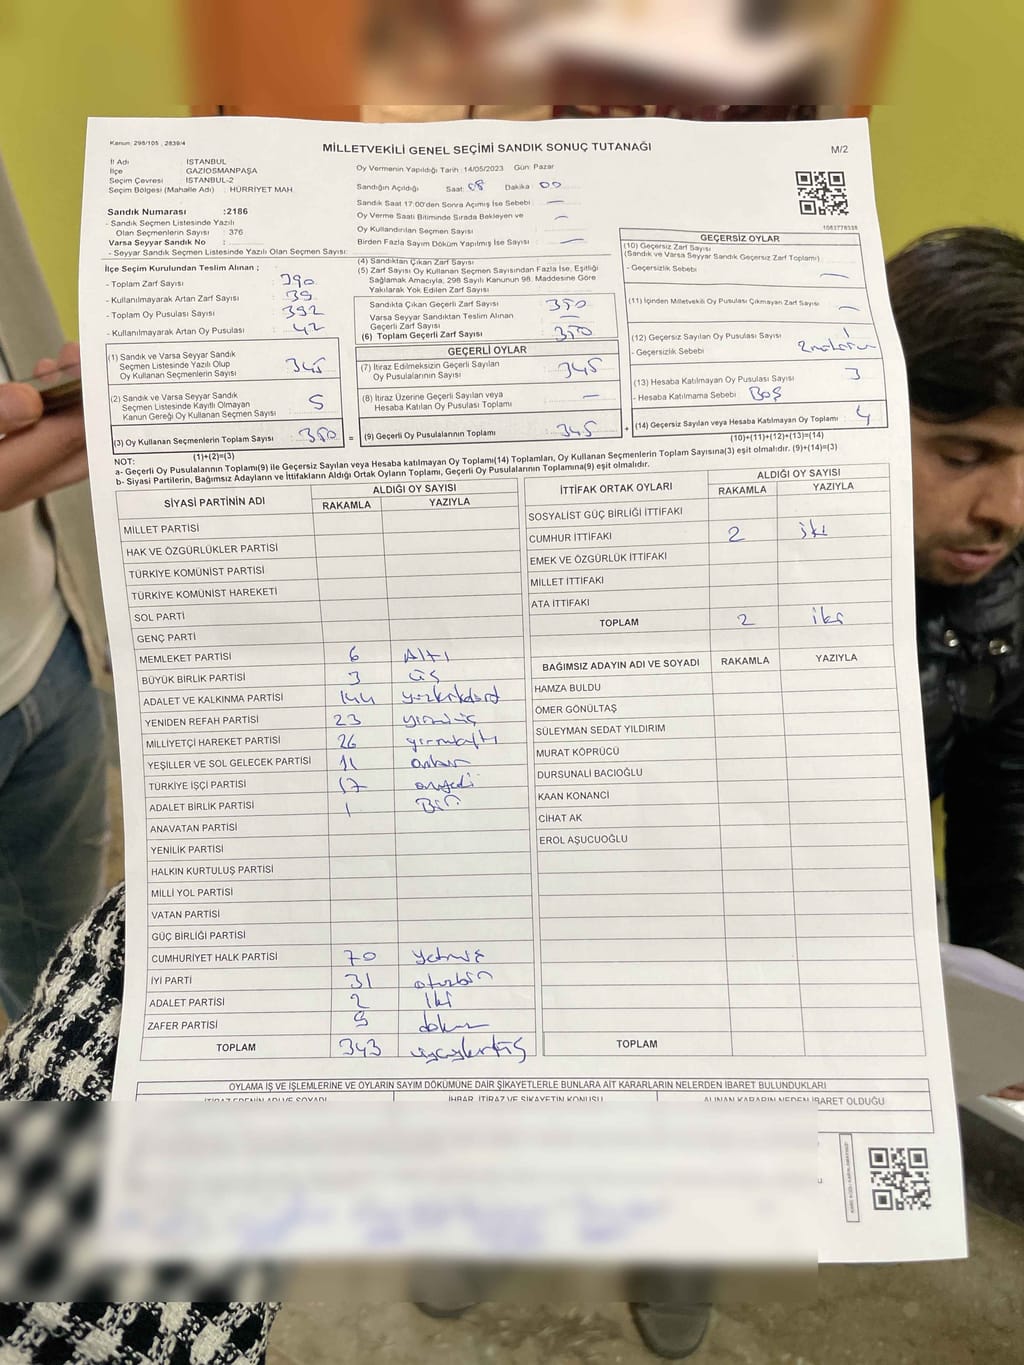 Kanun: 298/105 , 2839/4
MİLLETVEKİLİ GENEL SEÇİMİ SANDIK SONUÇ TUTANAĞI
M/2
İl Adı : İSTANBUL
İlçe : GAZİOSMANPAŞA
Seçim Çevresi : İSTANBUL-2
Seçim Bölgesi (Mahalle Adı) : HÜRRİYET MAH.
Oy Vermenin Yapıldığı Tarih :14/05/2023 Gün: Pazar
Sandığın Açıldığı Saat: 08 Dakika : 00
Sandık Saat 17:00'den Sonra Açımış İse Sebebi : —
Oy Verme Saati Bitiminde Sırada Bekleyen ve
Oy Kullandırılan Seçmen Sayısı : —
Birden Fazla Sayım Döküm Yapılmış İse Sayısı : —
1582778338
Sandık Numarası :2186
- Sandık Seçmen Listesinde Yazılı
Olan Seçmenlerin Sayısı : 376
Varsa Seyyar Sandık No :
- Seyyar Sandık Seçmen Listesinde Yazılı Olan Seçmen Sayısı:
İlçe Seçim Kurulundan Teslim Alınan ;
- Toplam Zarf Sayısı : 390
- Kullanılmayarak Artan Zarf Sayısı : 39
- Toplam Oy Pusulası Sayısı : 392
- Kullanılmayarak Artan Oy Pusulası : 42
(1) Sandık ve Varsa Seyyar Sandık
Seçmen Listesinde Yazılı Olup
Oy Kullanan Seçmenlerin Sayısı : 345
(2) Sandık ve Varsa Seyyar Sandık
Seçmen Listesinde Kayıtlı Olmayan
Kanun Gereği Oy Kullanan Seçmen Sayısı : 5
(3) Oy Kullanan Seçmenlerin Toplam Sayısı : 350
(1)+(2)=(3)
(4) Sandıktan Çıkan Zarf Sayısı :
(5) Zarf Sayısı Oy Kullanan Seçmen Sayısından Fazla İse, Eşitliği
Sağlamak Amacıyla, 298 Sayılı Kanunun 98. Maddesine Göre
Yakılarak Yok Edilen Zarf Sayısı :
Sandıkta Çıkan Geçerli Zarf Sayısı : 350
Varsa Seyyar Sandıktan Teslim Alınan
Geçerli Zarf Sayısı : —
(6) Toplam Geçerli Zarf Sayısı : 350
GEÇERLİ OYLAR
(7) İtiraz Edilmeksizin Geçerli Sayılan
Oy Pusulalarının Sayısı : 345
(8) İtiraz Üzerine Geçerli Sayılan veya
Hesaba Katılan Oy Pusulası Toplamı : —
= (9) Geçerli Oy Pusulalarının Toplamı : 345 +
GEÇERSİZ OYLAR
(10) Geçersiz Zarf Sayısı
(Sandık ve Varsa Seyyar Sandık Geçersiz Zarf Toplamı) :
- Geçersizlik Sebebi : —
(11) İçinden Milletvekili Oy Pusulası Çıkmayan Zarf Sayısı : —
(12) Geçersiz Sayılan Oy Pusulası Sayısı : 1
- Geçersizlik Sebebi :
(13) Hesaba Katılmayan Oy Pusulası Sayısı : 3
- Hesaba Katılmama Sebebi : BOŞ
(14) Geçersiz Sayılan veya Hesaba Katılmayan Oy Toplamı : 4
(10)+(11)+(12)+(13)=(14)
NOT:
a- Geçerli Oy Pusulalarının Toplamı(9) ile Geçersiz Sayılan veya Hesaba katılmayan Oy Toplamı(14) Toplamları, Oy Kullanan Seçmenlerin Toplam Sayısına(3) eşit olmalıdır. (9)+(14)=(3)
b- Siyasi Partilerin, Bağımsız Adayların ve İttifakların Aldığı Ortak Oyların Toplamı, Geçerli Oy Pusulalarının Toplamına(9) eşit olmalıdır.
SİYASİ PARTİNİN ADI ALDIĞI OY SAYISI
RAKAMLA YAZIYLA
MİLLET PARTİSİ
HAK VE ÖZGÜRLÜKLER PARTİSİ
TÜRKİYE KOMÜNİST PARTİSİ
TÜRKİYE KOMÜNİST HAREKETİ
SOL PARTİ
GENÇ PARTİ
MEMLEKET PARTİSİ 6 Altı
BÜYÜK BİRLİK PARTİSİ 3 üç
ADALET VE KALKINMA PARTİSİ 144 yüzkırkdört
YENİDEN REFAH PARTİSİ 23 yirmiüç
MİLLİYETÇİ HAREKET PARTİSİ 26 yirmialtı
YEŞİLLER VE SOL GELECEK PARTİSİ 11 onbir
TÜRKİYE İŞÇİ PARTİSİ 17 onyedi
ADALET BİRLİK PARTİSİ 1 Bir
ANAVATAN PARTİSİ
YENİLİK PARTİSİ
HALKIN KURTULUŞ PARTİSİ
MİLLİ YOL PARTİSİ
VATAN PARTİSİ
GÜÇ BİRLİĞİ PARTİSİ
CUMHURİYET HALK PARTİSİ 70 yetmiş
İYİ PARTİ 31 otuzbir
ADALET PARTİSİ 2 İki
ZAFER PARTİSİ 9 dokuz
TOPLAM 343 üçyüzkırküç
İTTİFAK ORTAK OYLARI ALDIĞI OY SAYISI
RAKAMLA YAZIYLA
SOSYALİST GÜÇ BİRLİĞİ İTTİFAKI
CUMHUR İTTİFAKI 2 iki
EMEK VE ÖZGÜRLÜK İTTİFAKI
MİLLET İTTİFAKI
ATA İTTİFAKI
TOPLAM 2 iki
BAĞIMSIZ ADAYIN ADI VE SOYADI RAKAMLA YAZIYLA
HAMZA BULDU
ÖMER GÖNÜLTAŞ
SÜLEYMAN SEDAT YILDIRIM
MURAT KÖPRÜCÜ
DURSUNALİ BACIOĞLU
KAAN KONANCİ
CİHAT AK
EROL AŞUCUOĞLU
TOPLAM
OYLAMA İŞ VE İŞLEMLERİNE VE OYLARIN SAYIM DÖKÜMÜNE DAİR ŞİKAYETLERLE BUNLARA AİT KARARLARIN NELERDEN İBARET BULUNDUKLARI
İTİRAZ EDENİN ADI VE SOYADI İHBAR, İTİRAZ VE ŞİKAYETİN KONUSU ALINAN KARARIN NEDEN İBARET OLDUĞU